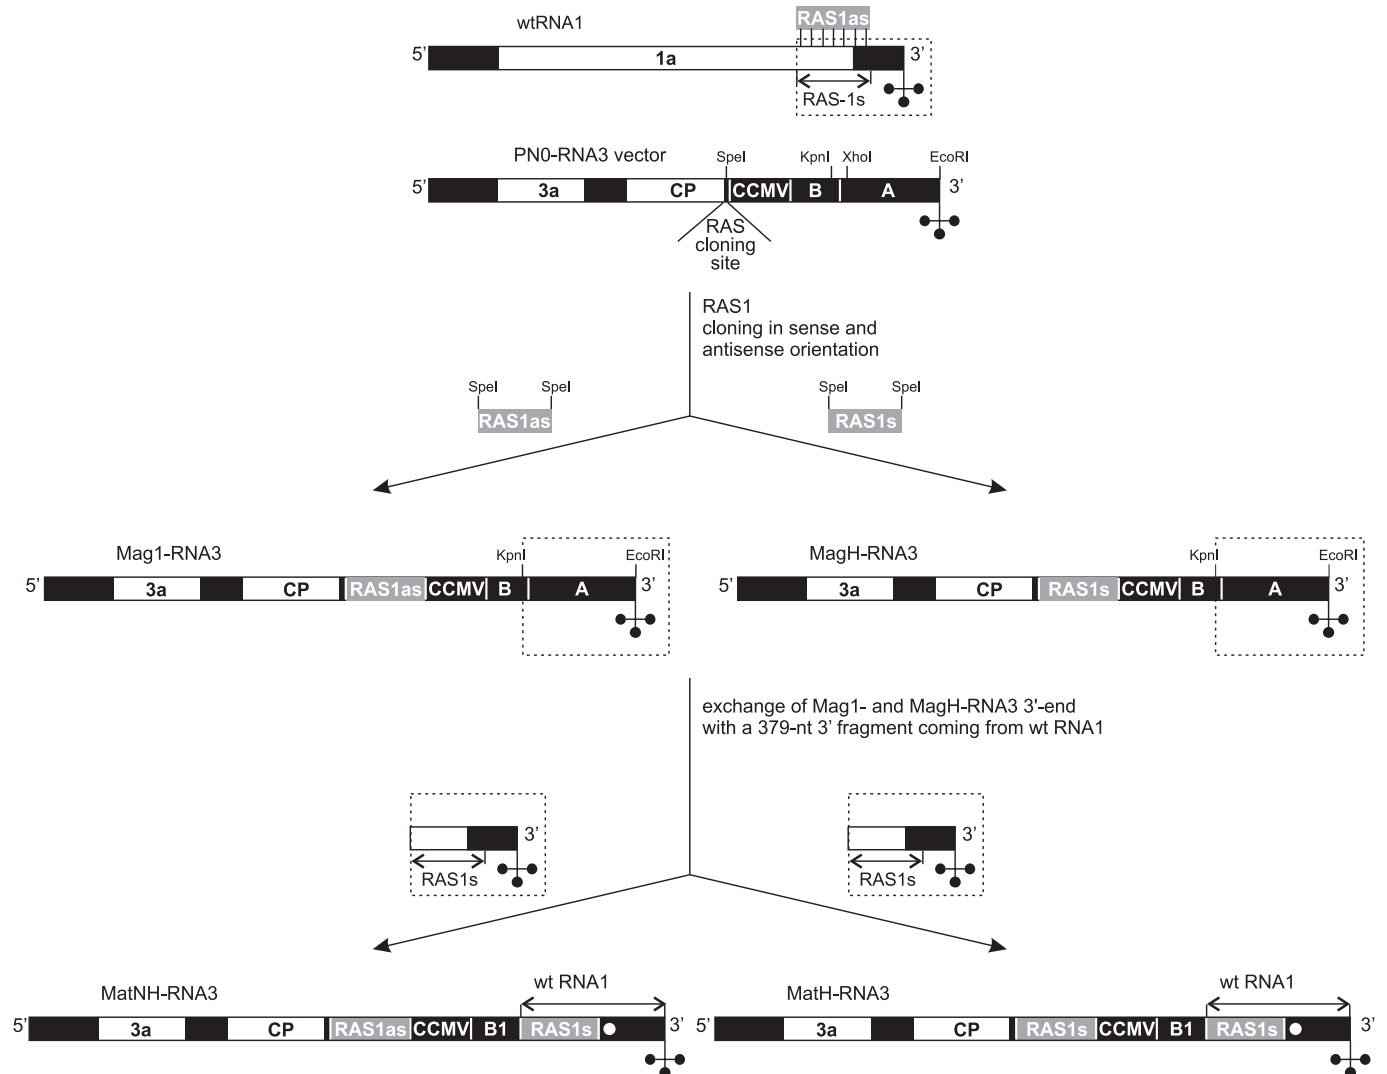 wtRNA1
RAS1as
5’ 1a 3’
RAS-1s
PN0-RNA3 vector
SpeI KpnI XhoI EcoRI
5’ 3a CP CCMV B A 3’
RAS
cloning
site
RAS1
cloning in sense and
antisense orientation
SpeI SpeI
RAS1as
SpeI SpeI
RAS1s
Mag1-RNA3
KpnI EcoRI
5’ 3a CP RAS1as CCMV B A 3’
MagH-RNA3
KpnI EcoRI
5’ 3a CP RAS1s CCMV B A 3’
exchange of Mag1- and MagH-RNA3 3'-end
with a 379-nt 3’ fragment coming from wt RNA1
3’
RAS1s
3’
RAS1s
MatNH-RNA3
wt RNA1
5’ 3a CP RAS1as CCMV B1 RAS1s 3’
MatH-RNA3
wt RNA1
5’ 3a CP RAS1s CCMV B1 RAS1s 3’